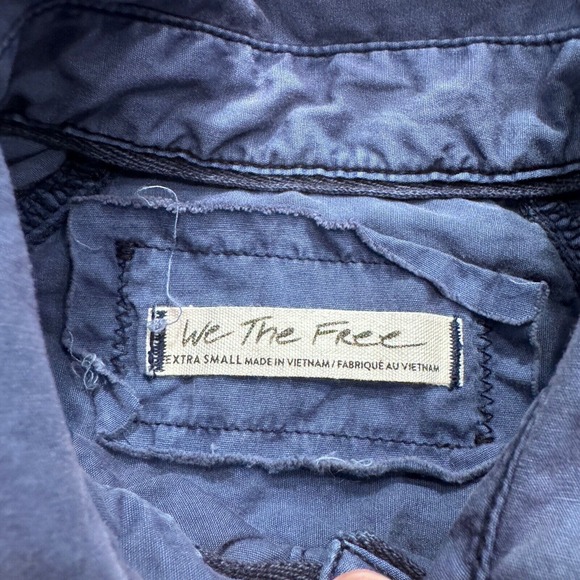 We The Free
EXTRA SMALL MADE IN VIETNAM / FABRIQUÉ AU VIETNAM